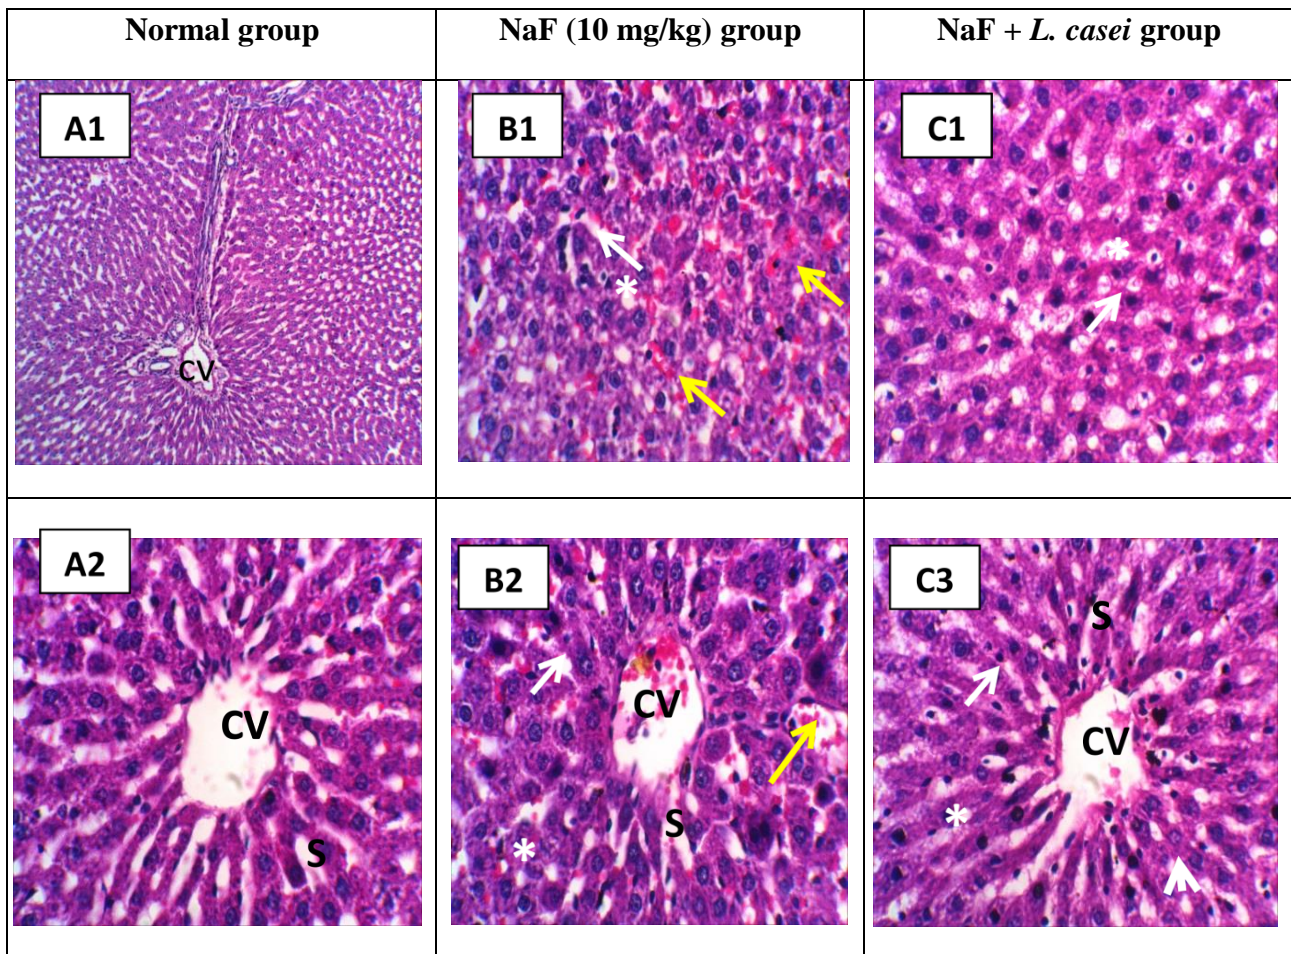 Normal group
NaF (10 mg/kg) group
NaF + L. casei group
A1
CV
B1
*
C1
*
A2
CV
S
B2
CV
S
*
C3
S
CV
*